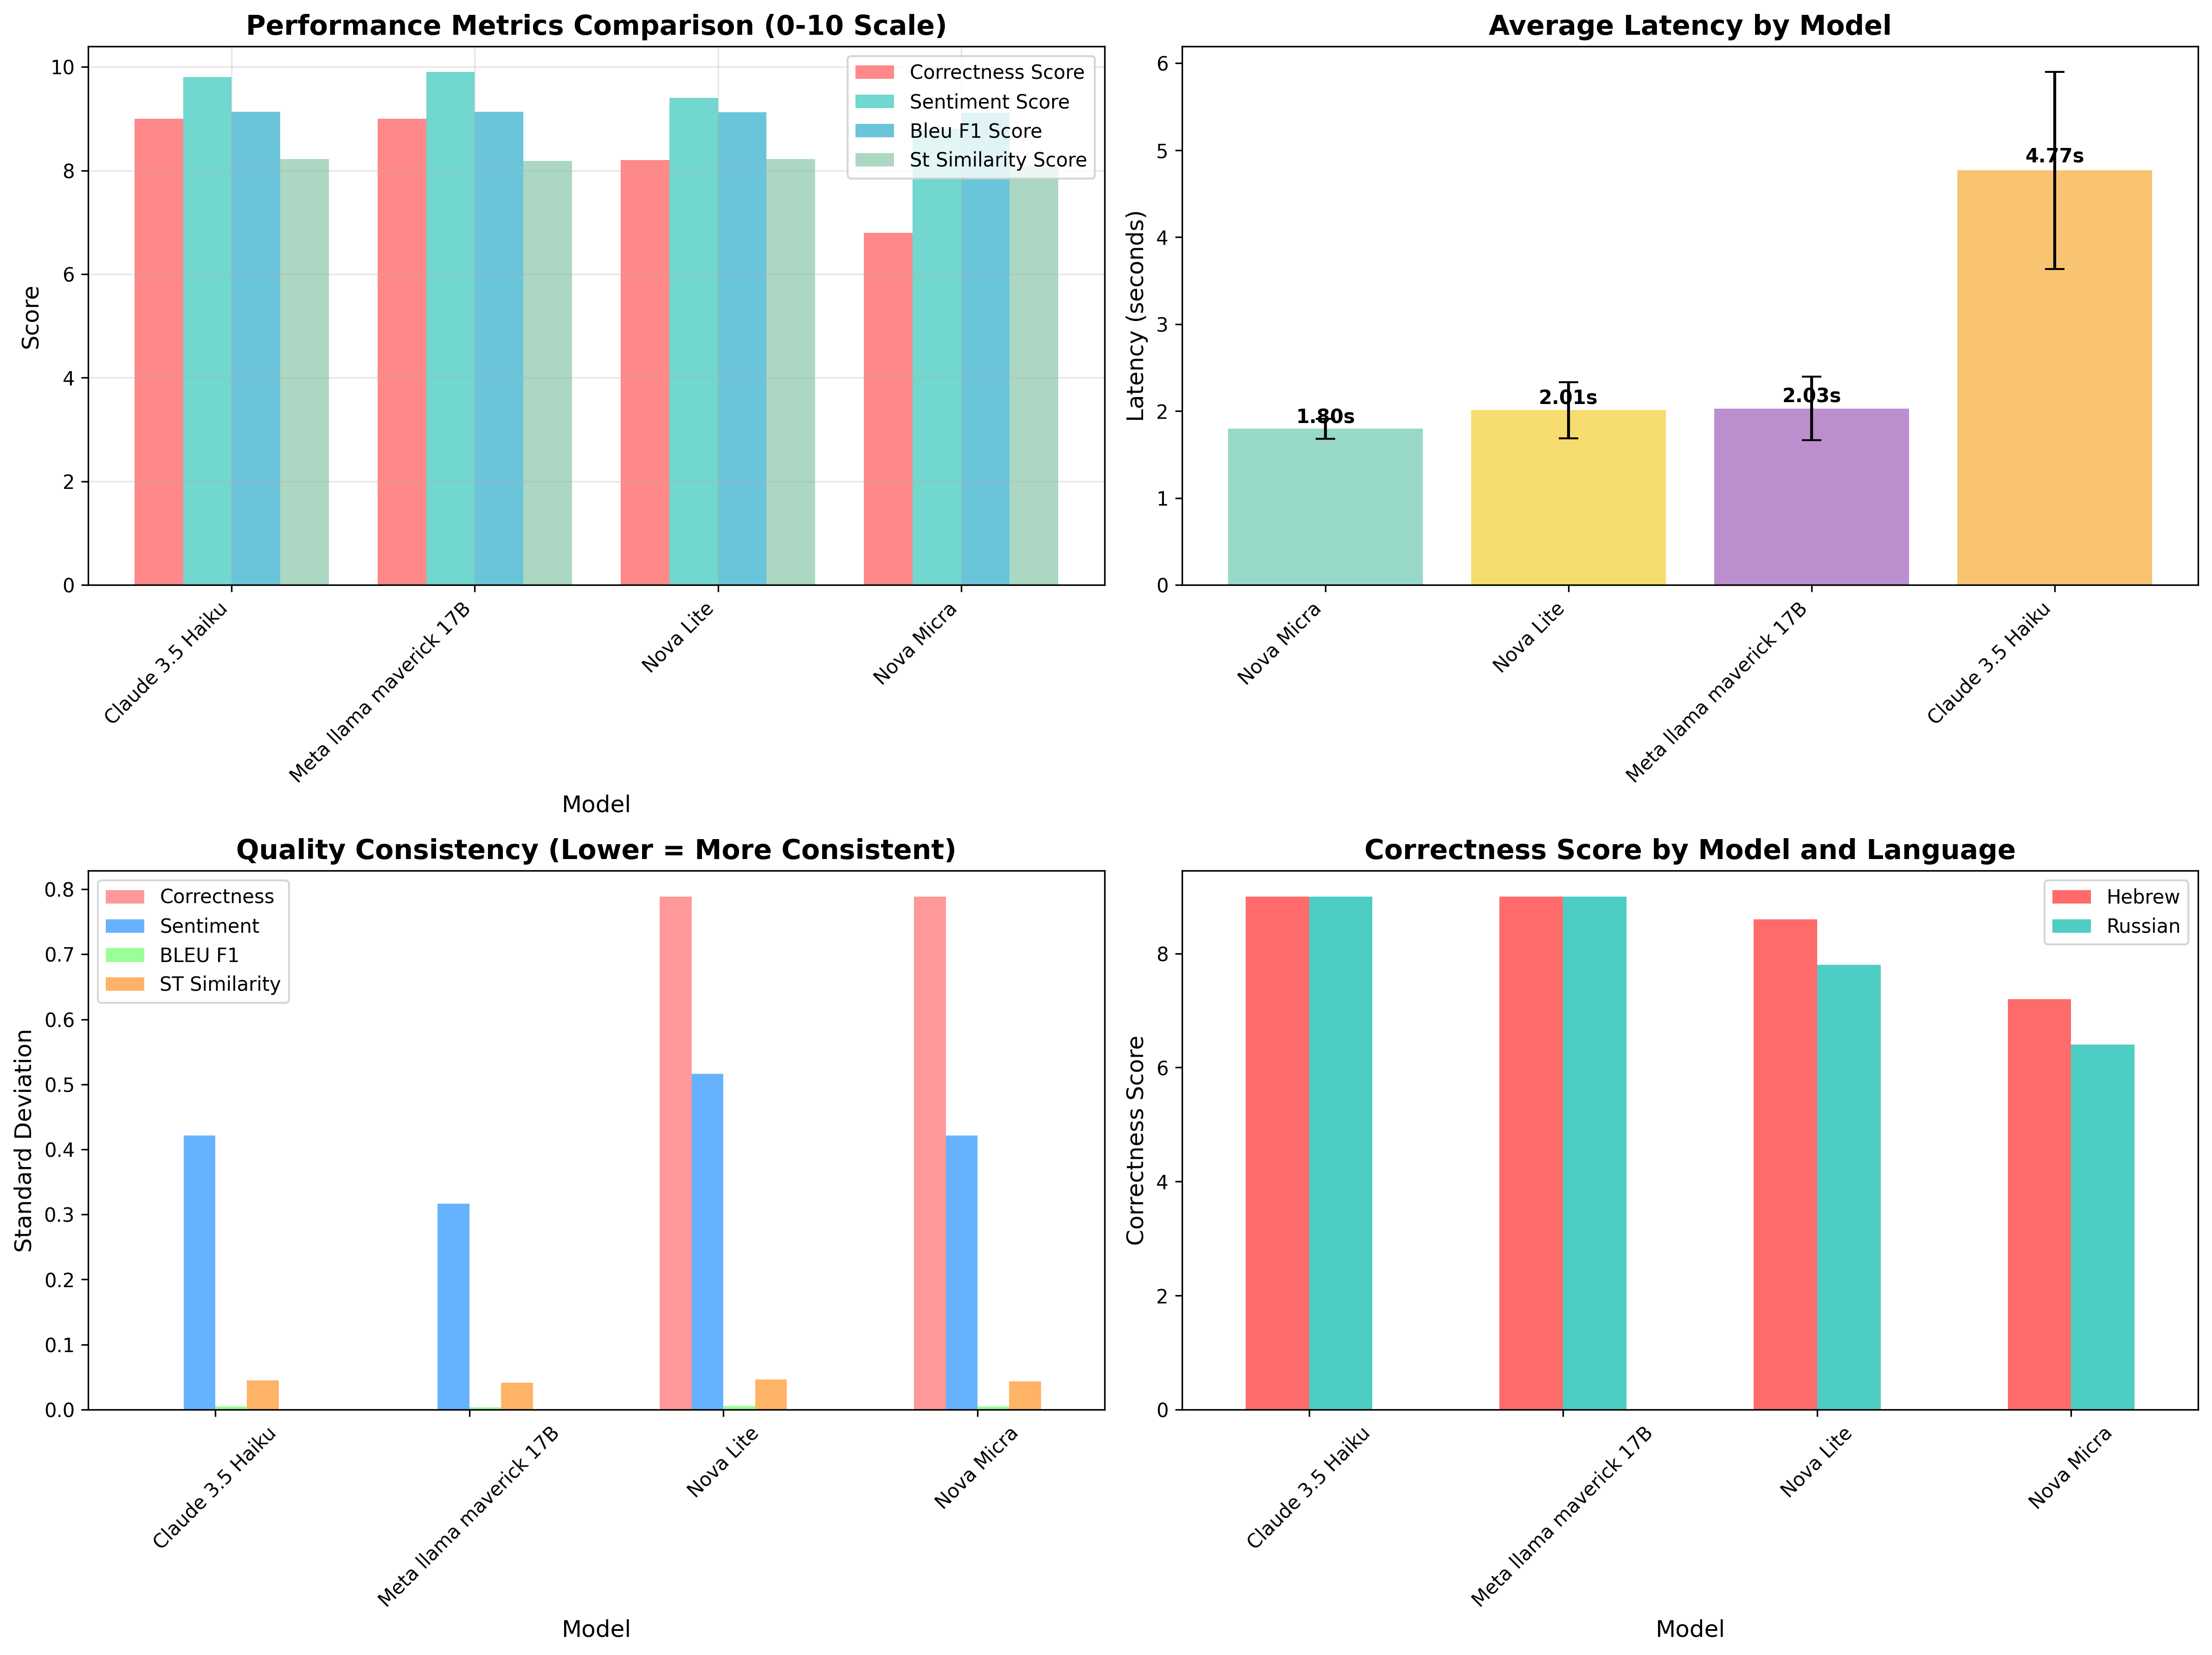 Performance Metrics Comparison (0-10 Scale)
Score
10
8
6
4
2
0
Correctness Score
Sentiment Score
Bleu F1 Score
St Similarity Score
Claude 3.5 Haiku
Meta llama maverick 17B
Nova Lite
Nova Micra
Model
Average Latency by Model
Latency (seconds)
6
5
4
3
2
1
0
1.80s
2.01s
2.03s
4.77s
Nova Micra
Nova Lite
Meta llama maverick 17B
Claude 3.5 Haiku
Quality Consistency (Lower = More Consistent)
Standard Deviation
0.8
0.7
0.6
0.5
0.4
0.3
0.2
0.1
0.0
Correctness
Sentiment
BLEU F1
ST Similarity
Claude 3.5 Haiku
Meta llama maverick 17B
Nova Lite
Nova Micra
Model
Correctness Score by Model and Language
Correctness Score
8
6
4
2
0
Hebrew
Russian
Claude 3.5 Haiku
Meta llama maverick 17B
Nova Lite
Nova Micra
Model